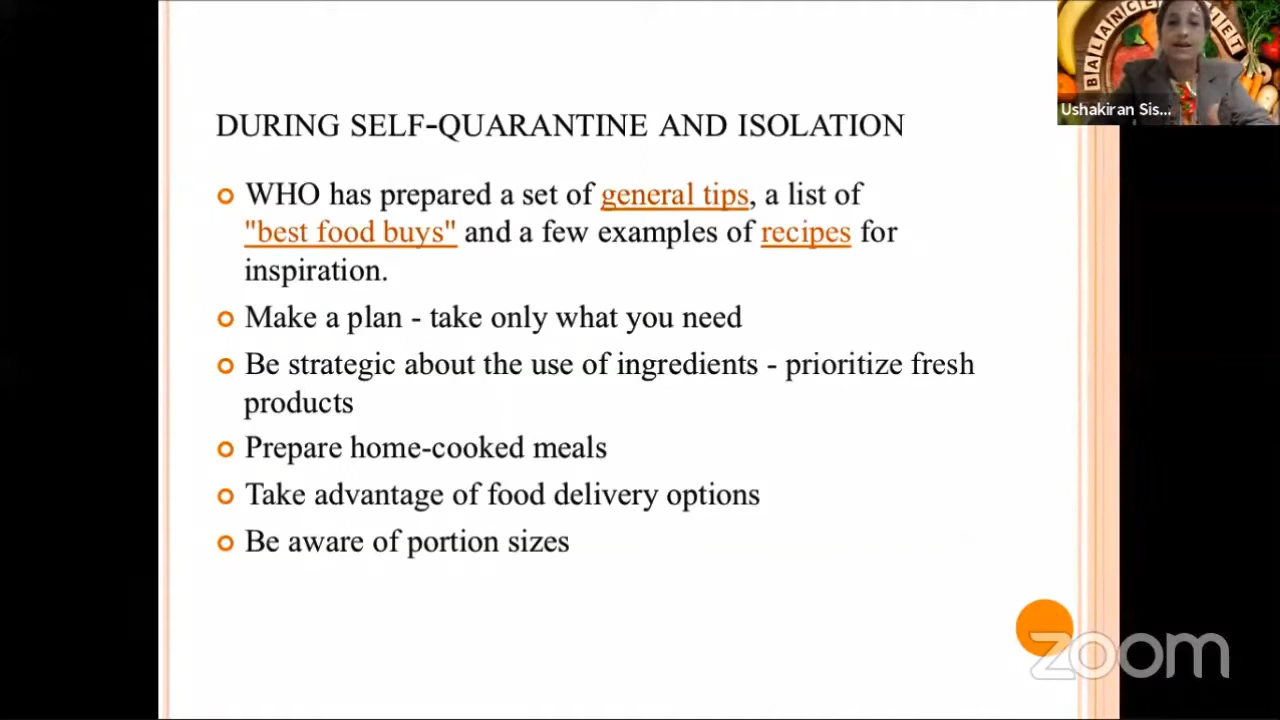 BALANCE DIET
Ushakiran Sis...
DURING SELF-QUARANTINE AND ISOLATION
WHO has prepared a set of general tips, a list of
"best food buys" and a few examples of recipes for
inspiration.
Make a plan - take only what you need
Be strategic about the use of ingredients - prioritize fresh
products
Prepare home-cooked meals
Take advantage of food delivery options
Be aware of portion sizes
zoom